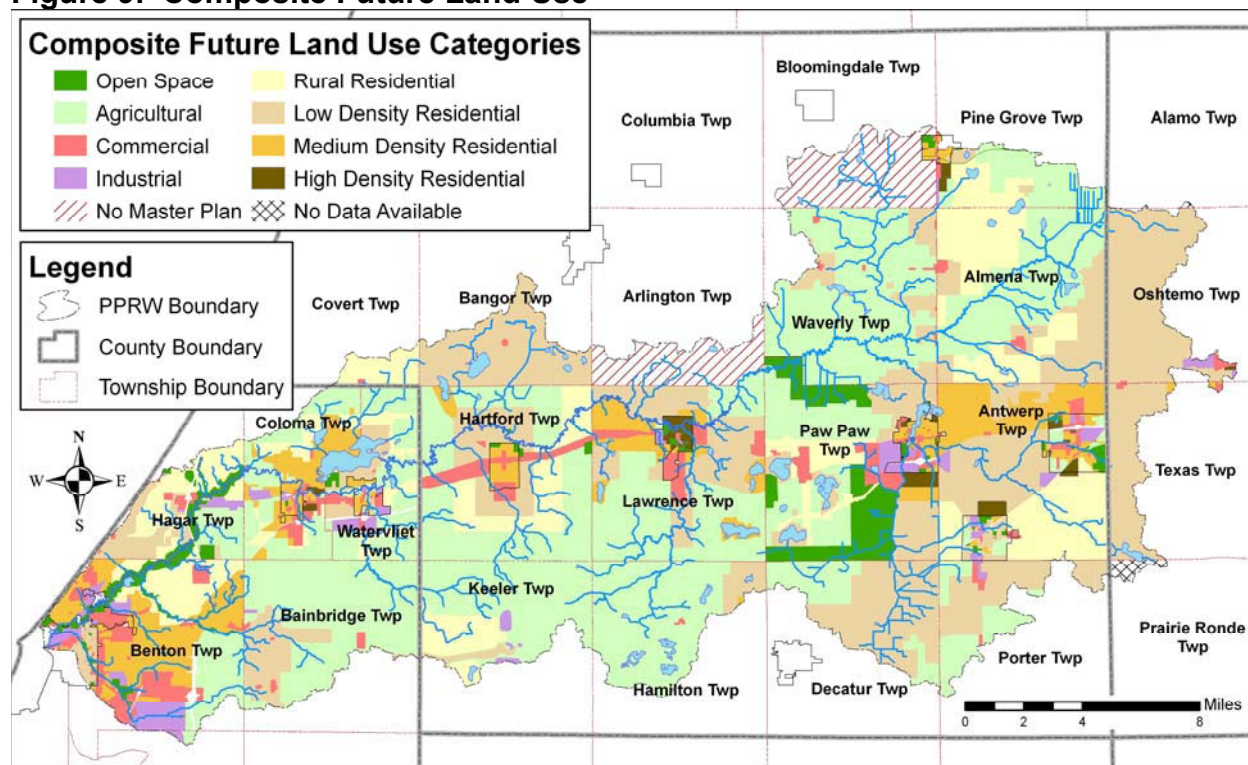 Figure 9. Composite Future Land Use
Composite Future Land Use Categories
Open Space
Rural Residential
Agricultural
Low Density Residential
Commercial
Medium Density Residential
Industrial
High Density Residential
No Master Plan
No Data Available
Legend
PPRW Boundary
County Boundary
Township Boundary
Bloomingdale Twp
Columbia Twp
Pine Grove Twp
Alamo Twp
Covert Twp
Bangor Twp
Arlington Twp
Almena Twp
Oshtemo Twp
Waverly Twp
Coloma Twp
Hartford Twp
Paw Paw
Twp
Antwerp
Twp
Texas Twp
N
W
E
S
Hagar Twp
Watervliet
Twp
Lawrence Twp
Keeler Twp
Bainbridge Twp
Benton Twp
Hamilton Twp
Decatur Twp
Porter Twp
Prairie Ronde
Twp
Miles
0 2 4 8